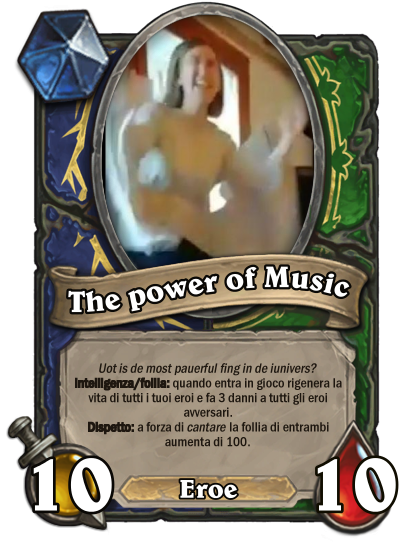 The power of Music
Uot is de most pauerful fing in de iunivers?
Intelligenza/follia: quando entra in gioco rigenera la
vita di tutti i tuoi eroi e fa 3 danni a tutti gli eroi
avversari.
Dispetto: a forza di cantare la follia di entrambi
aumenta di 100.
10
Eroe
10